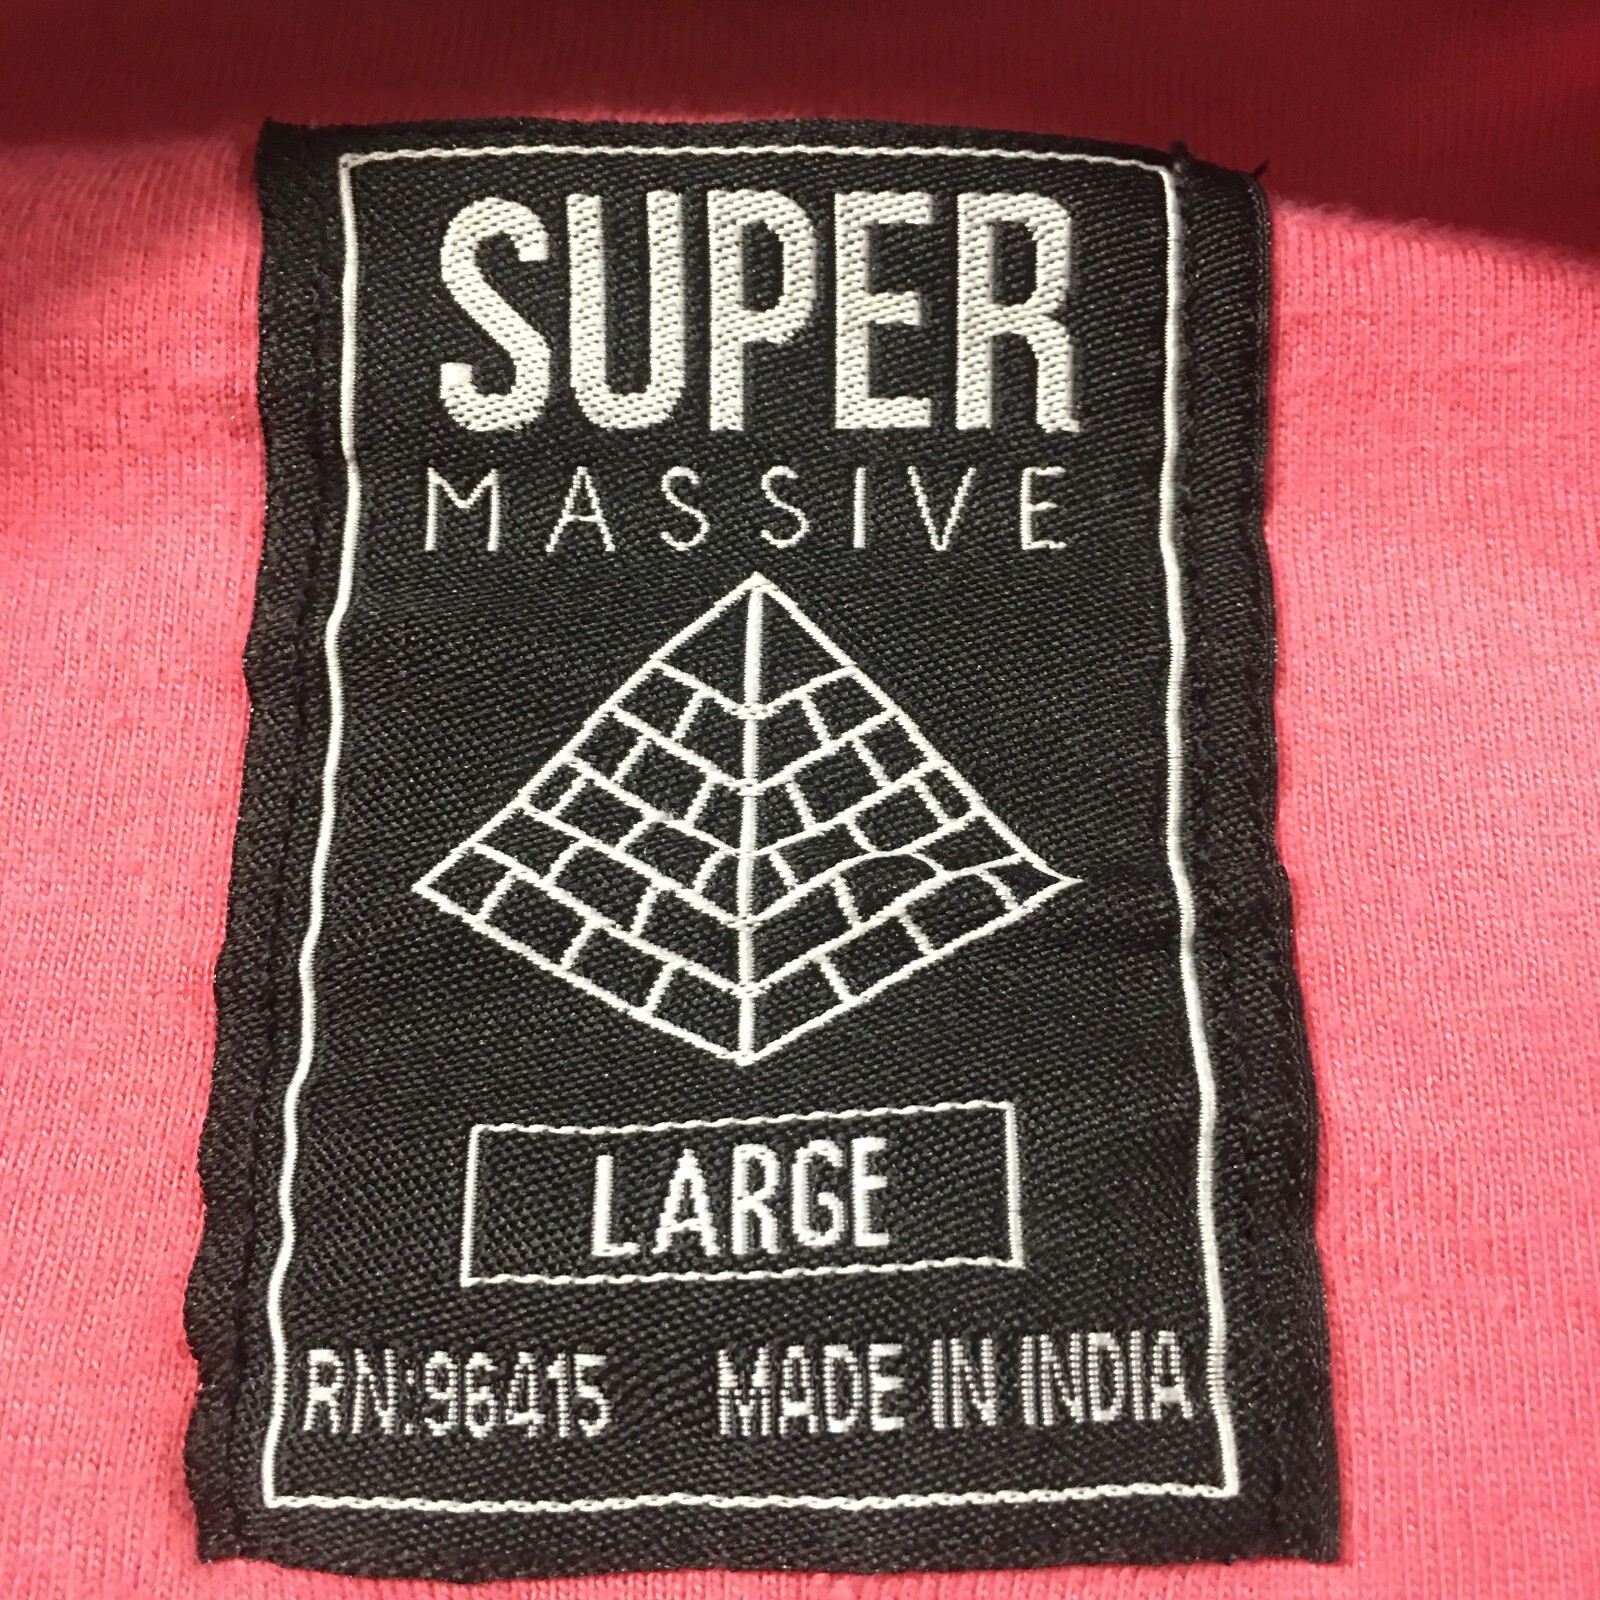 SUPER
MASSIVE
LARGE
RN:96415 MADE IN INDIA